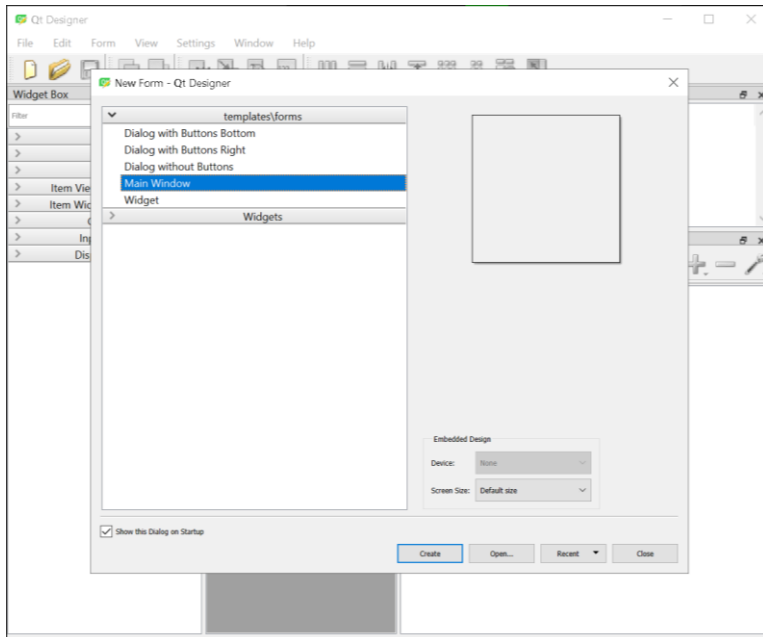 Qt Designer
File Edit Form View Settings Window Help
New Form - Qt Designer
Widget Box
Filter
templates\forms
Dialog with Buttons Bottom
Dialog with Buttons Right
Dialog without Buttons
Main Window
Widget
Widgets
Item Vie
Item Wid
Inp
Dis
Embedded Design
Device: None
Screen Size: Default size
Show this Dialog on Startup
Create Open... Recent Close